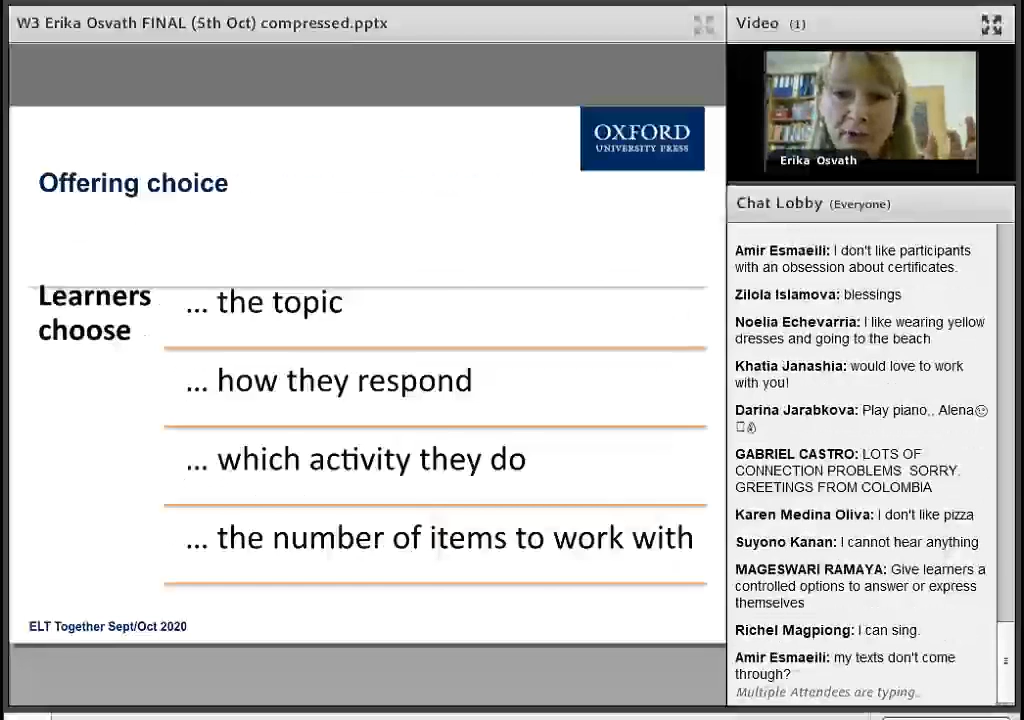 W3 Erika Osvath FINAL (5th Oct) compressed.pptx
OXFORD
UNIVERSITY PRESS
Offering choice
Learners
choose
... the topic
... how they respond
... which activity they do
... the number of items to work with
ELT Together Sept/Oct 2020
Video (1)
Erika Osvath
Chat Lobby (Everyone)
Amir Esmaeili: I don't like participants
with an obsession about certificates.
Zilola Islamova: blessings
Noelia Echevarria: I like wearing yellow
dresses and going to the beach
Khatia Janashia: would love to work
with you!
Darina Jarabkova: Play piano,, Alena☺
GABRIEL CASTRO: LOTS OF
CONNECTION PROBLEMS SORRY.
GREETINGS FROM COLOMBIA
Karen Medina Oliva: I don't like pizza
Suyono Kanan: I cannot hear anything
MAGESWARI RAMAYA: Give learners a
controlled options to answer or express
themselves
Richel Magpiong: I can sing.
Amir Esmaeili: my texts don't come
through?
Multiple Attendees are typing..